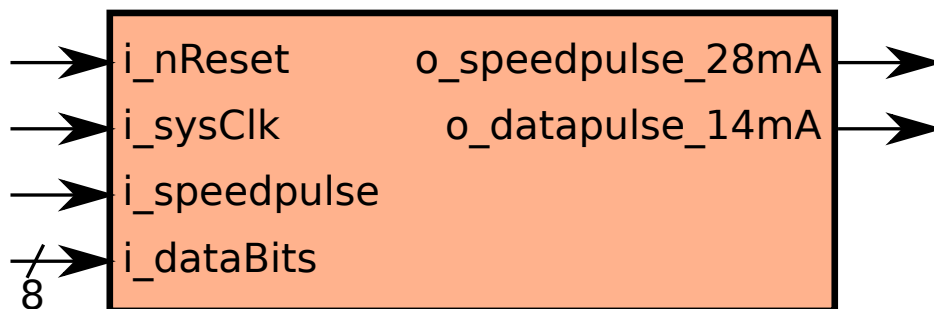 i_nReset o_speedpulse_28mA
i_sysClk o_datapulse_14mA
i_speedpulse
i_dataBits
8